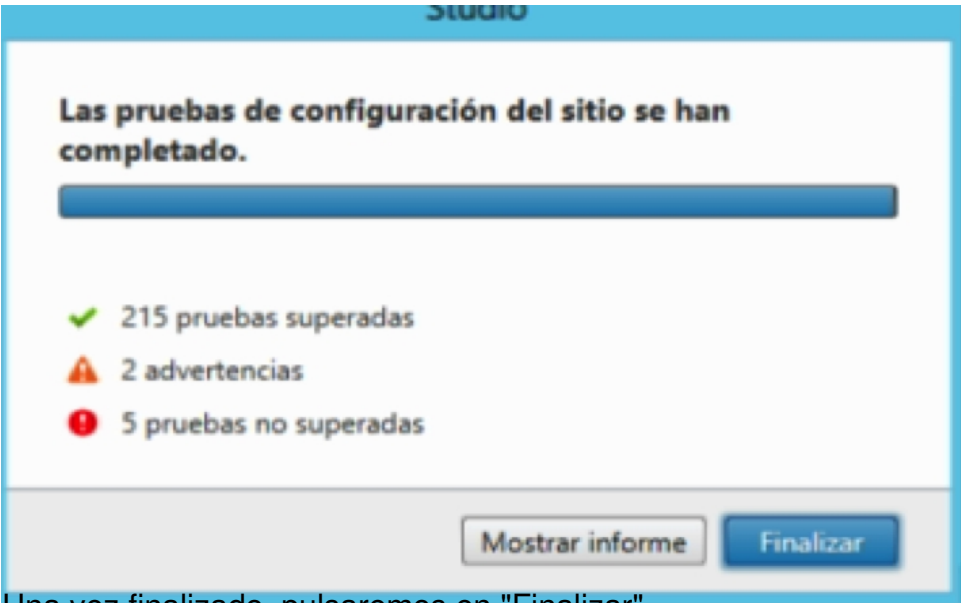 Studio
Las pruebas de configuración del sitio se han
completado.
215 pruebas superadas
2 advertencias
5 pruebas no superadas
Mostrar informe
Finalizar
Una vez finalizado, pulsaremos en "Finalizar"